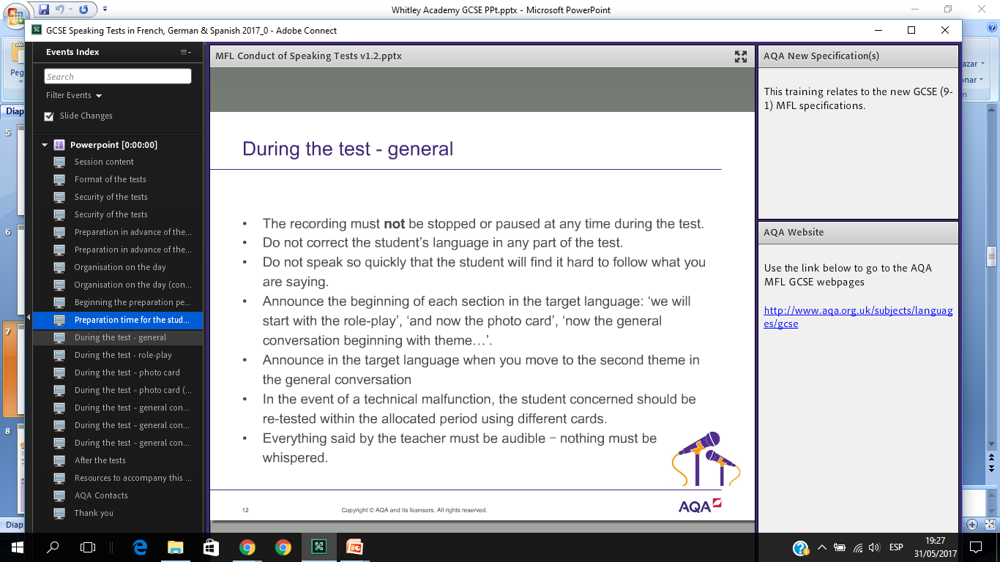 Whitley Academy GCSE PPt.pptx - Microsoft PowerPoint
GCSE Speaking Tests in French, German & Spanish 2017_0 - Adobe Connect
Peg
Diap
5
6
7
8
Diap
Events Index
Search
Filter Events
Slide Changes
Powerpoint [0:00:00]
Session content
Format of the tests
Security of the tests
Security of the tests
Preparation in advance of the...
Preparation in advance of the...
Organisation on the day
Organisation on the day (con...
Beginning the preparation pe...
Preparation time for the stud...
During the test - general
During the test - role-play
During the test – photo card
During the test – photo card (...
During the test – general con...
During the test – general con...
During the test – general con...
After the tests
Resources to accompany this ...
AQA Contacts
Thank you
MFL Conduct of Speaking Tests v1.2.pptx
During the test - general
• The recording must not be stopped or paused at any time during the test.
• Do not correct the student’s language in any part of the test.
• Do not speak so quickly that the student will find it hard to follow what you
are saying.
• Announce the beginning of each section in the target language: ‘we will
start with the role-play’, ‘and now the photo card’, ‘now the general
conversation beginning with theme…’.
• Announce in the target language when you move to the second theme in
the general conversation
• In the event of a technical malfunction, the student concerned should be
re-tested within the allocated period using different cards.
• Everything said by the teacher must be audible – nothing must be
whispered.
12
Copyright © AQA and its licensors. All rights reserved.
AQA
AQA New Specification(s)
This training relates to the new GCSE (9-
1) MFL specifications.
AQA Website
Use the link below to go to the AQA
MFL GCSE webpages
http://www.aqa.org.uk/subjects/languag
es/gcse
azar
onar
n
ESP
19:27
31/05/2017